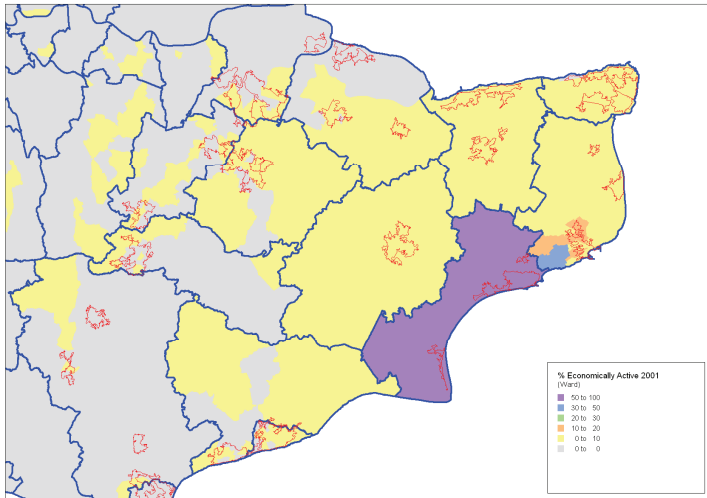 % Economically Active 2001
(Ward)
50 to 100
30 to 50
20 to 30
10 to 20
0 to 10
0 to 0